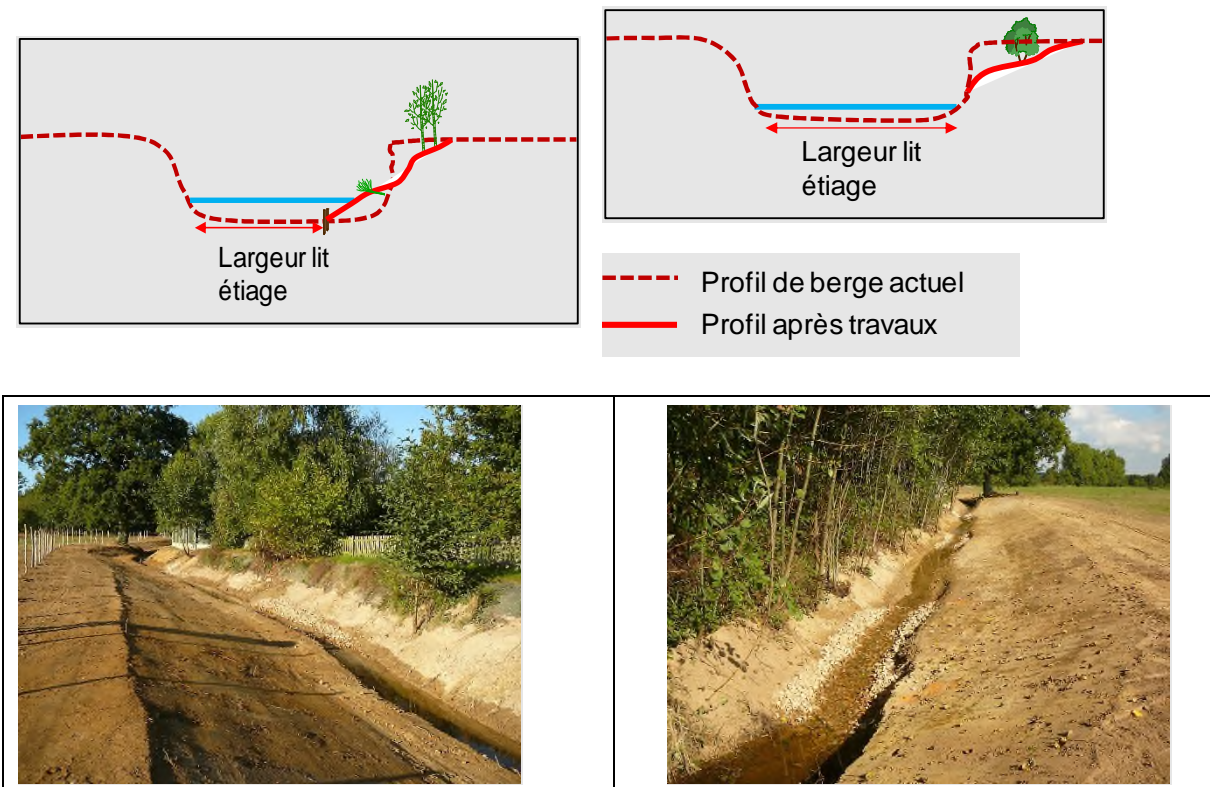 Largeur lit
étiage
Largeur lit
étiage
Profil de berge actuel
Profil après travaux